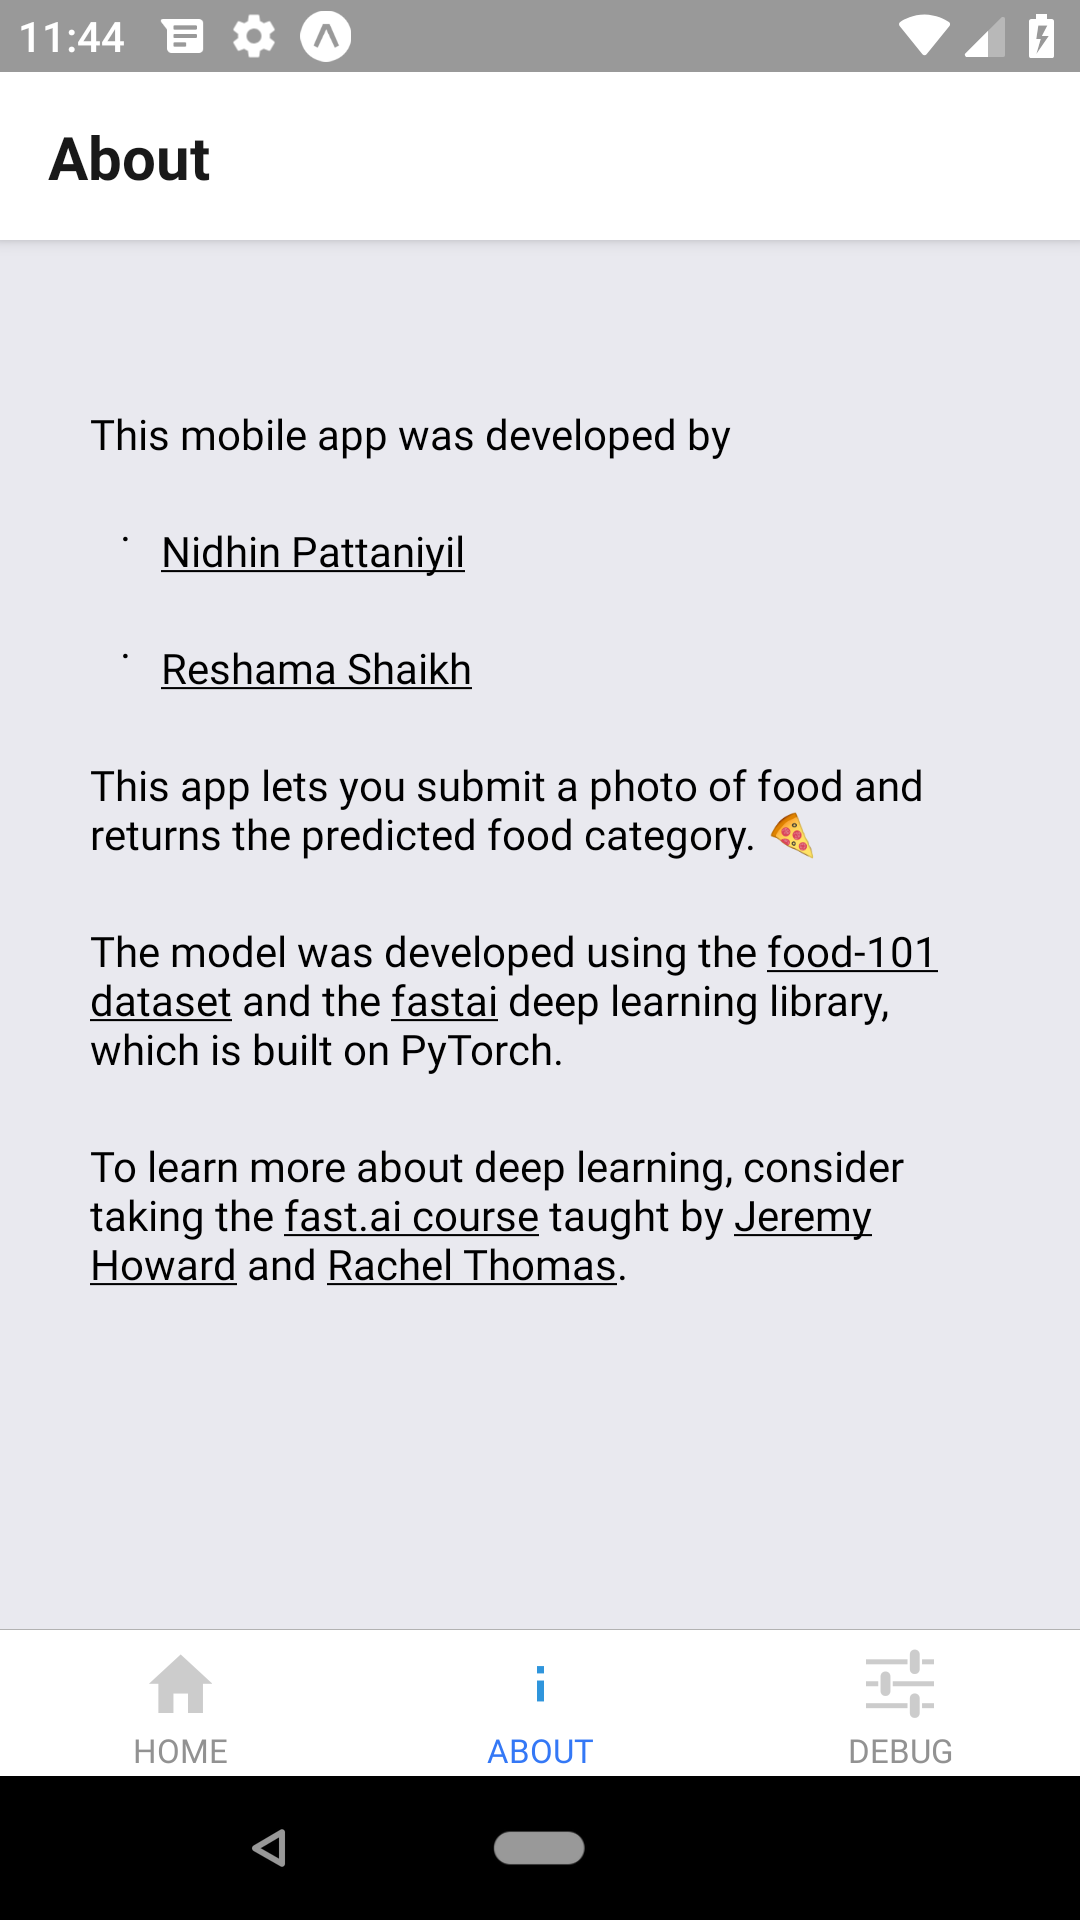 11:44
About
This mobile app was developed by
· Nidhin Pattaniyil
· Reshama Shaikh
This app lets you submit a photo of food and
returns the predicted food category. 🍕
The model was developed using the food-101
dataset and the fastai deep learning library,
which is built on PyTorch.
To learn more about deep learning, consider
taking the fast.ai course taught by Jeremy
Howard and Rachel Thomas.
HOME ABOUT DEBUG